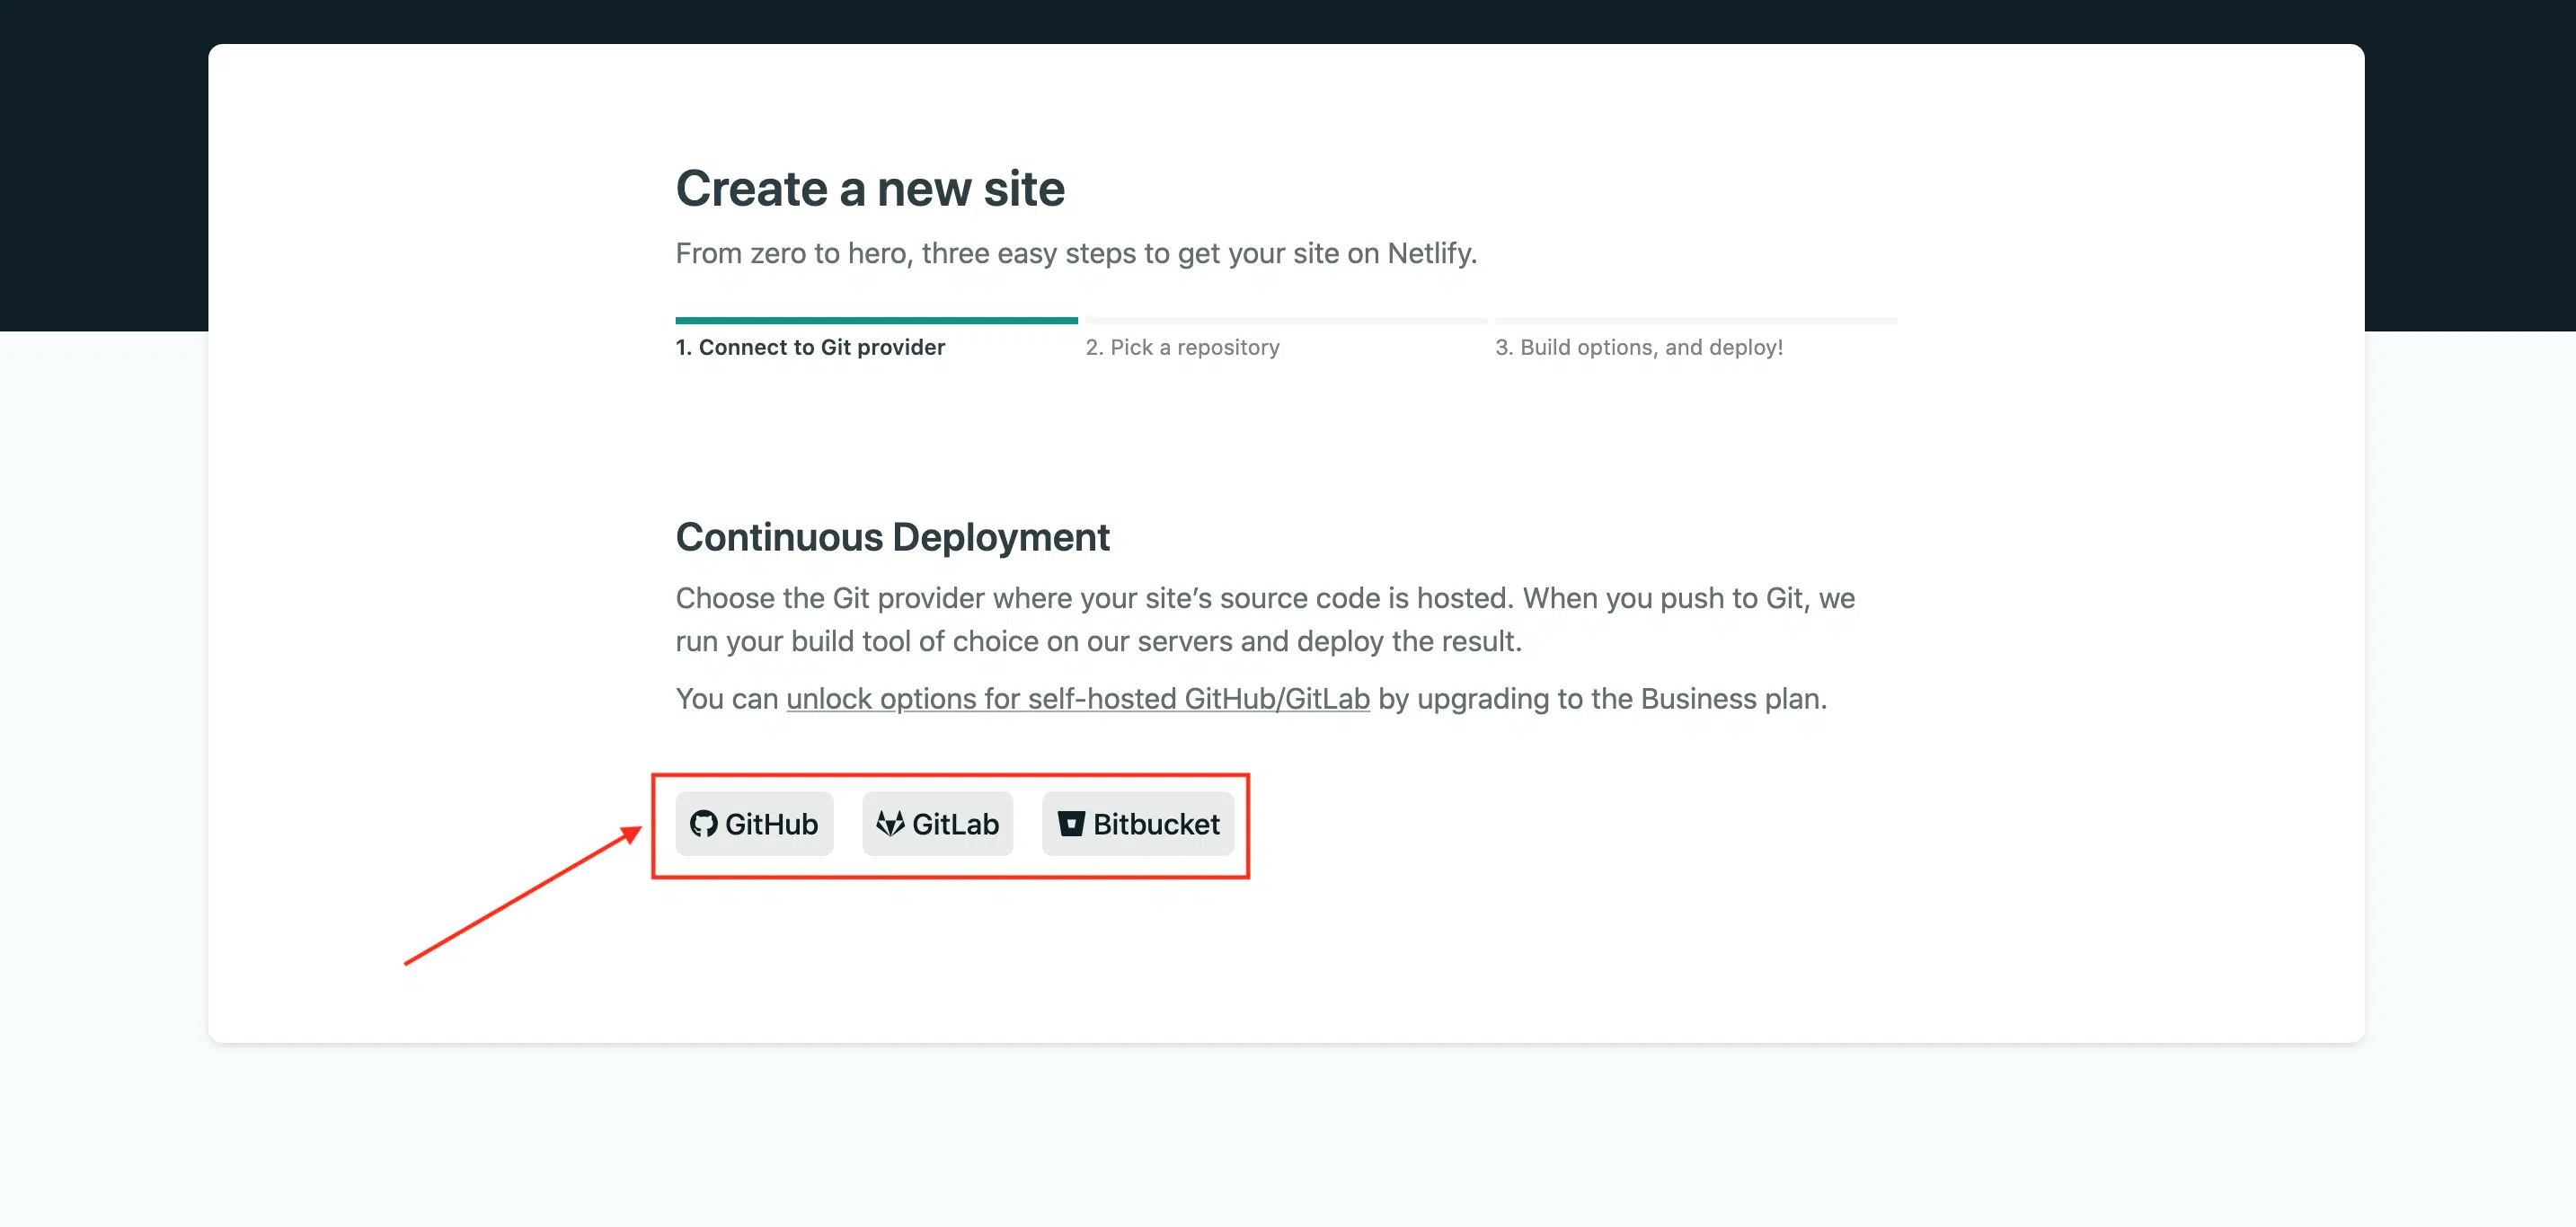 Create a new site
From zero to hero, three easy steps to get your site on Netlify.
1. Connect to Git provider
2. Pick a repository
3. Build options, and deploy!
Continuous Deployment
Choose the Git provider where your site’s source code is hosted. When you push to Git, we
run your build tool of choice on our servers and deploy the result.
You can unlock options for self-hosted GitHub/GitLab by upgrading to the Business plan.
GitHub
GitLab
Bitbucket